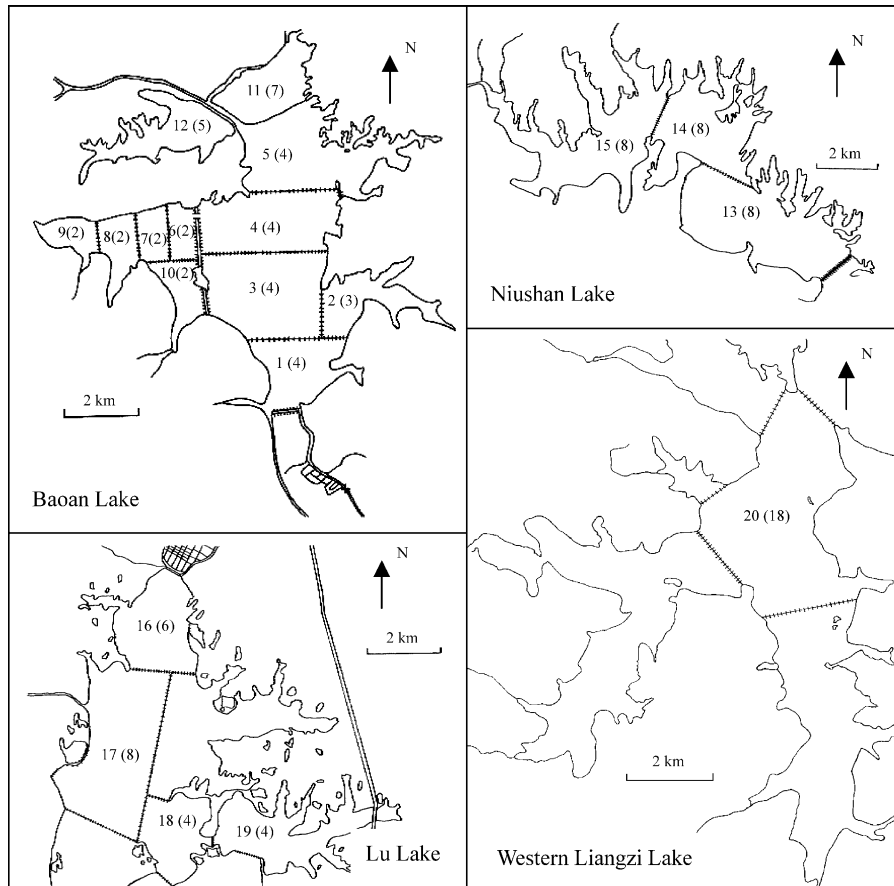 N
11 (7)
12 (5)
5 (4)
4 (4)
9(2)
8(2)
7(2)
6(2)
10(2)
3 (4)
2 (3)
1 (4)
2 km
Baoan Lake
N
15 (8)
14 (8)
2 km
13 (8)
Niushan Lake
N
16 (6)
2 km
17 (8)
18 (4)
19 (4)
Lu Lake
N
20 (18)
2 km
Western Liangzi Lake